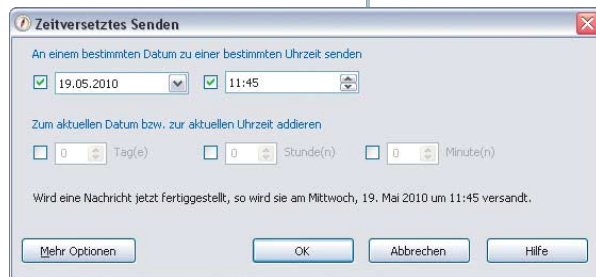 Zeitversetztes Senden
An einem bestimmten Datum zu einer bestimmten Uhrzeit senden
19.05.2010 11:45
Zum aktuellen Datum bzw. zur aktuellen Uhrzeit addieren
0 Tag(e) 0 Stunde(n) 0 Minute(n)
Wird eine Nachricht jetzt fertiggestellt, so wird sie am Mittwoch, 19. Mai 2010 um 11:45 versandt.
Mehr Optionen OK Abbrechen Hilfe